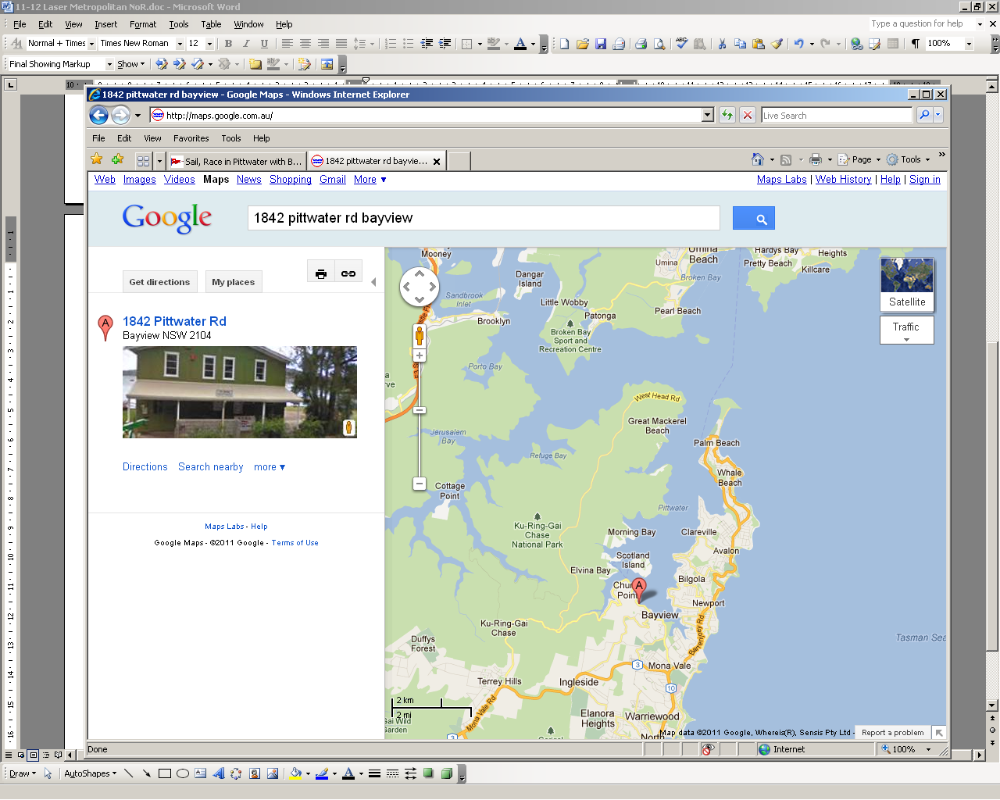 11-12 Laser Metropolitan NoR.doc - Microsoft Word
File Edit View Insert Format Tools Table Window Help
Type a question for help
Normal + Times Times New Roman 12 B I U 100%
Final Showing Markup Show
1842 pittwater rd bayview - Google Maps - Windows Internet Explorer
http://maps.google.com.au/
Live Search
File Edit View Favorites Tools Help
Sail, Race in Pittwater with B...
1842 pittwater rd bayvie...
Page Tools
Web Images Videos Maps News Shopping Gmail More ▼
Maps Labs | Web History | Help | Sign in
Google
1842 pittwater rd bayview
Get directions
My places
A
1842 Pittwater Rd
Bayview NSW 2104
Directions Search nearby more ▼
Maps Labs - Help
Google Maps - ©2011 Google - Terms of Use
Mooney
Dangar
Island
Sandbrook
Inlet
Little Wobby
Brooklyn
Patonga
Pearl Beach
Umina
Umina
Beach
Broken Bay
Hardys Bay
Heights
Pretty Beach
Killcare
Satellite
Traffic
Broken Bay
Sport and
Recreation Centre
Porto Bay
West Head Rd
Great Mackerel
Beach
Jerusalem
Bay
Refuge Bay
Palm Beach
Whale
Beach
Cottage
Point
Pittwater
Ku-Ring-Gai
Chase
National Park
Morning Bay
Clareville
Avalon
Scotland
Island
Elvina Bay
Bilgola
A
Point
Newport
Bayview
Ku-Ring-Gai
Chase
Duffys
Forest
Barrenjoey Rd
Tasman Sea
3
Mona Vale
Terrey Hills
Ingleside
10
2 km
2 mi
Mona Vale Rd
Elanora
Heights
Warriewood
Wild
Garden
3
North
Map data ©2011 Google, Whereis(R), Sensis Pty Ltd -
Report a problem
Done
Internet
100%
Draw AutoShapes